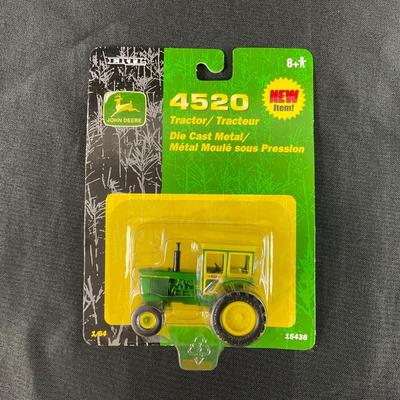 ERTL
8+
JOHN DEERE
4520
NEW
Item!
Tractor/ Tracteur
Die Cast Metal/
Métal Moulé sous Pression
1/64
15436